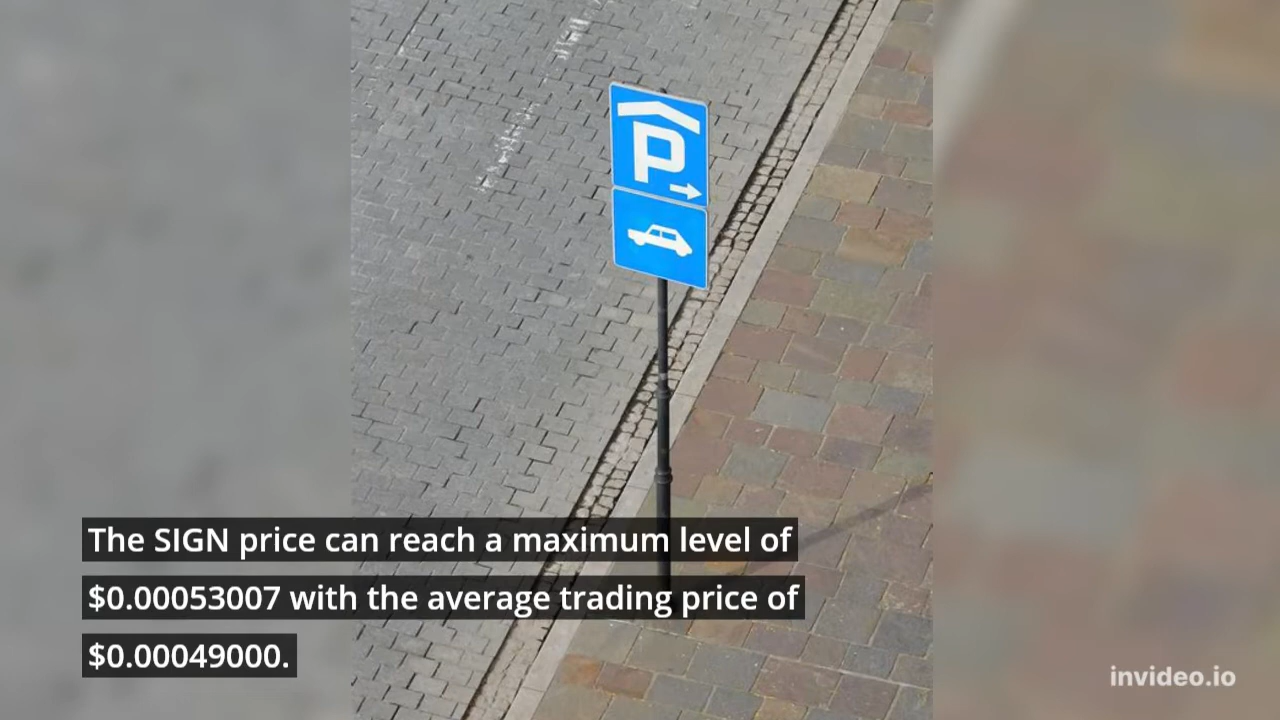 P
The SIGN price can reach a maximum level of
$0.00053007 with the average trading price of
$0.00049000.
invideo.io